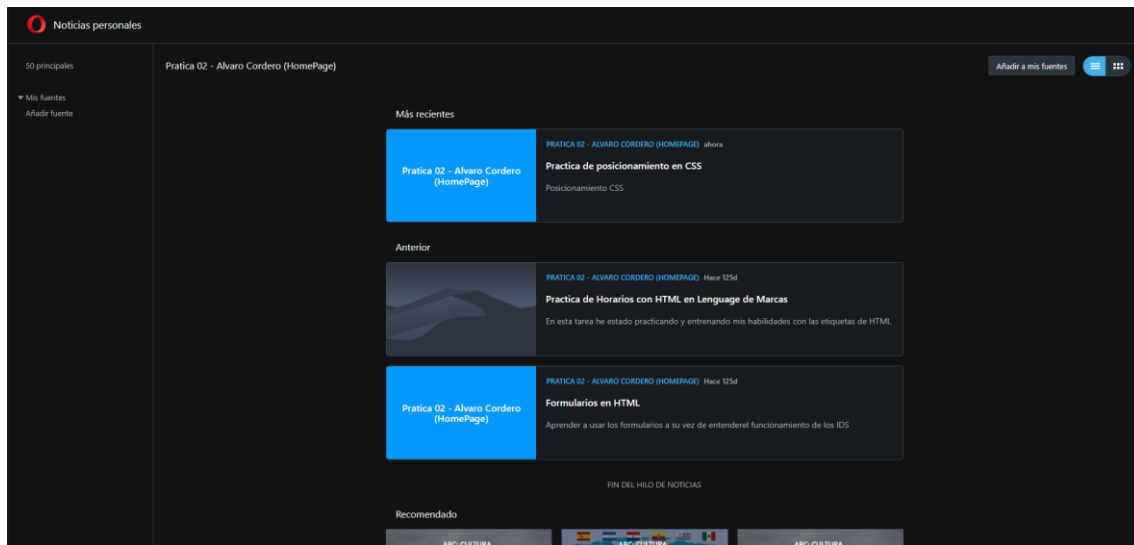 Noticias personales
50 principales
Mis fuentes
Añadir fuente
Pratica 02 - Alvaro Cordero (HomePage)
Añadir a mis fuentes
Más recientes
Pratica 02 - Alvaro Cordero
(HomePage)
PRATICA 02 - ALVARO CORDERO (HOMEPAGE) ahora
Practica de posicionamiento en CSS
Posicionamiento CSS
Anterior
PRATICA 02 - ALVARO CORDERO (HOMEPAGE) Hace 125d
Practica de Horarios con HTML en Lenguage de Marcas
En esta tarea he estado practicando y entrenando mis habilidades con las etiquetas de HTML
Pratica 02 - Alvaro Cordero
(HomePage)
PRATICA 02 - ALVARO CORDERO (HOMEPAGE) Hace 125d
Formularios en HTML
Aprender a usar los formularios a su vez de entenderel funcionamiento de los IDS
FIN DEL HILO DE NOTICIAS
Recomendado
ABC: CULTURA
ABC: CULTURA
ABC: CULTURA